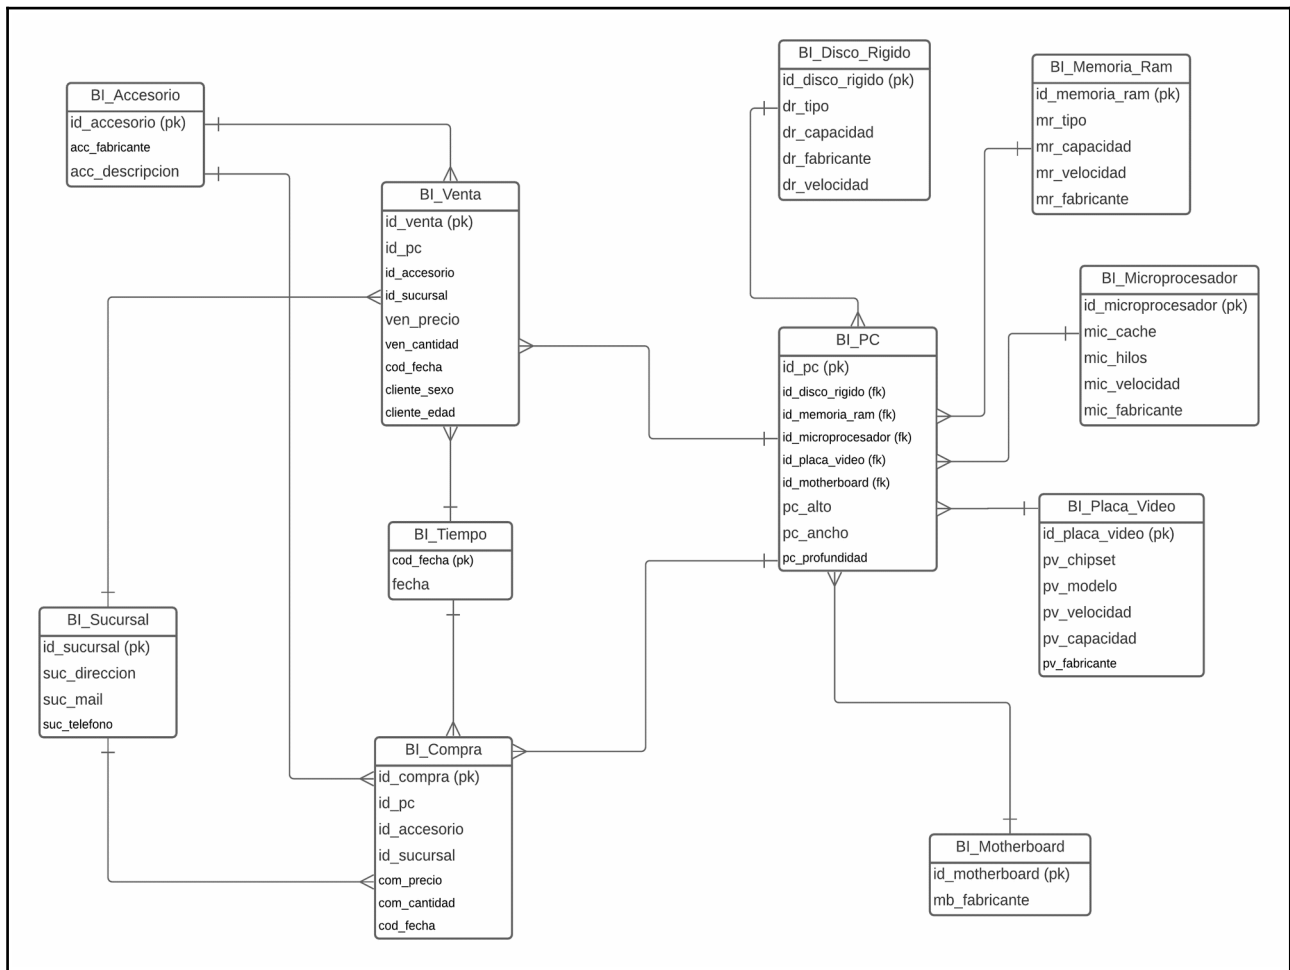 BI_Accesorio
id_accesorio (pk)
acc_fabricante
acc_descripcion
BI_Venta
id_venta (pk)
id_pc
id_accesorio
id_sucursal
ven_precio
ven_cantidad
cod_fecha
cliente_sexo
cliente_edad
BI_Tiempo
cod_fecha (pk)
fecha
BI_Sucursal
id_sucursal (pk)
suc_direccion
suc_mail
suc_telefono
BI_Compra
id_compra (pk)
id_pc
id_accesorio
id_sucursal
com_precio
com_cantidad
cod_fecha
BI_Disco_Rigido
id_disco_rigido (pk)
dr_tipo
dr_capacidad
dr_fabricante
dr_velocidad
BI_Memoria_Ram
id_memoria_ram (pk)
mr_tipo
mr_capacidad
mr_velocidad
mr_fabricante
BI_Microprocesador
id_microprocesador (pk)
mic_cache
mic_hilos
mic_velocidad
mic_fabricante
BI_PC
id_pc (pk)
id_disco_rigido (fk)
id_memoria_ram (fk)
id_microprocesador (fk)
id_placa_video (fk)
id_motherboard (fk)
pc_alto
pc_ancho
pc_profundidad
BI_Placa_Video
id_placa_video (pk)
pv_chipset
pv_modelo
pv_velocidad
pv_capacidad
pv_fabricante
BI_Motherboard
id_motherboard (pk)
mb_fabricante